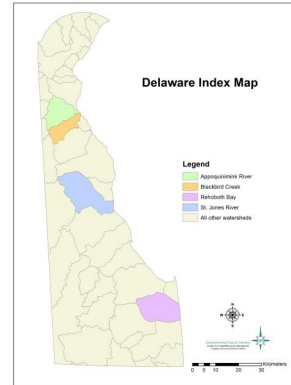 Delaware Index Map
Legend
Appoquinimink River
Blackbird Creek
Rehoboth Bay
St. Jones River
All other watersheds
N
W
E
S
0 5 10 20 30
Kilometers